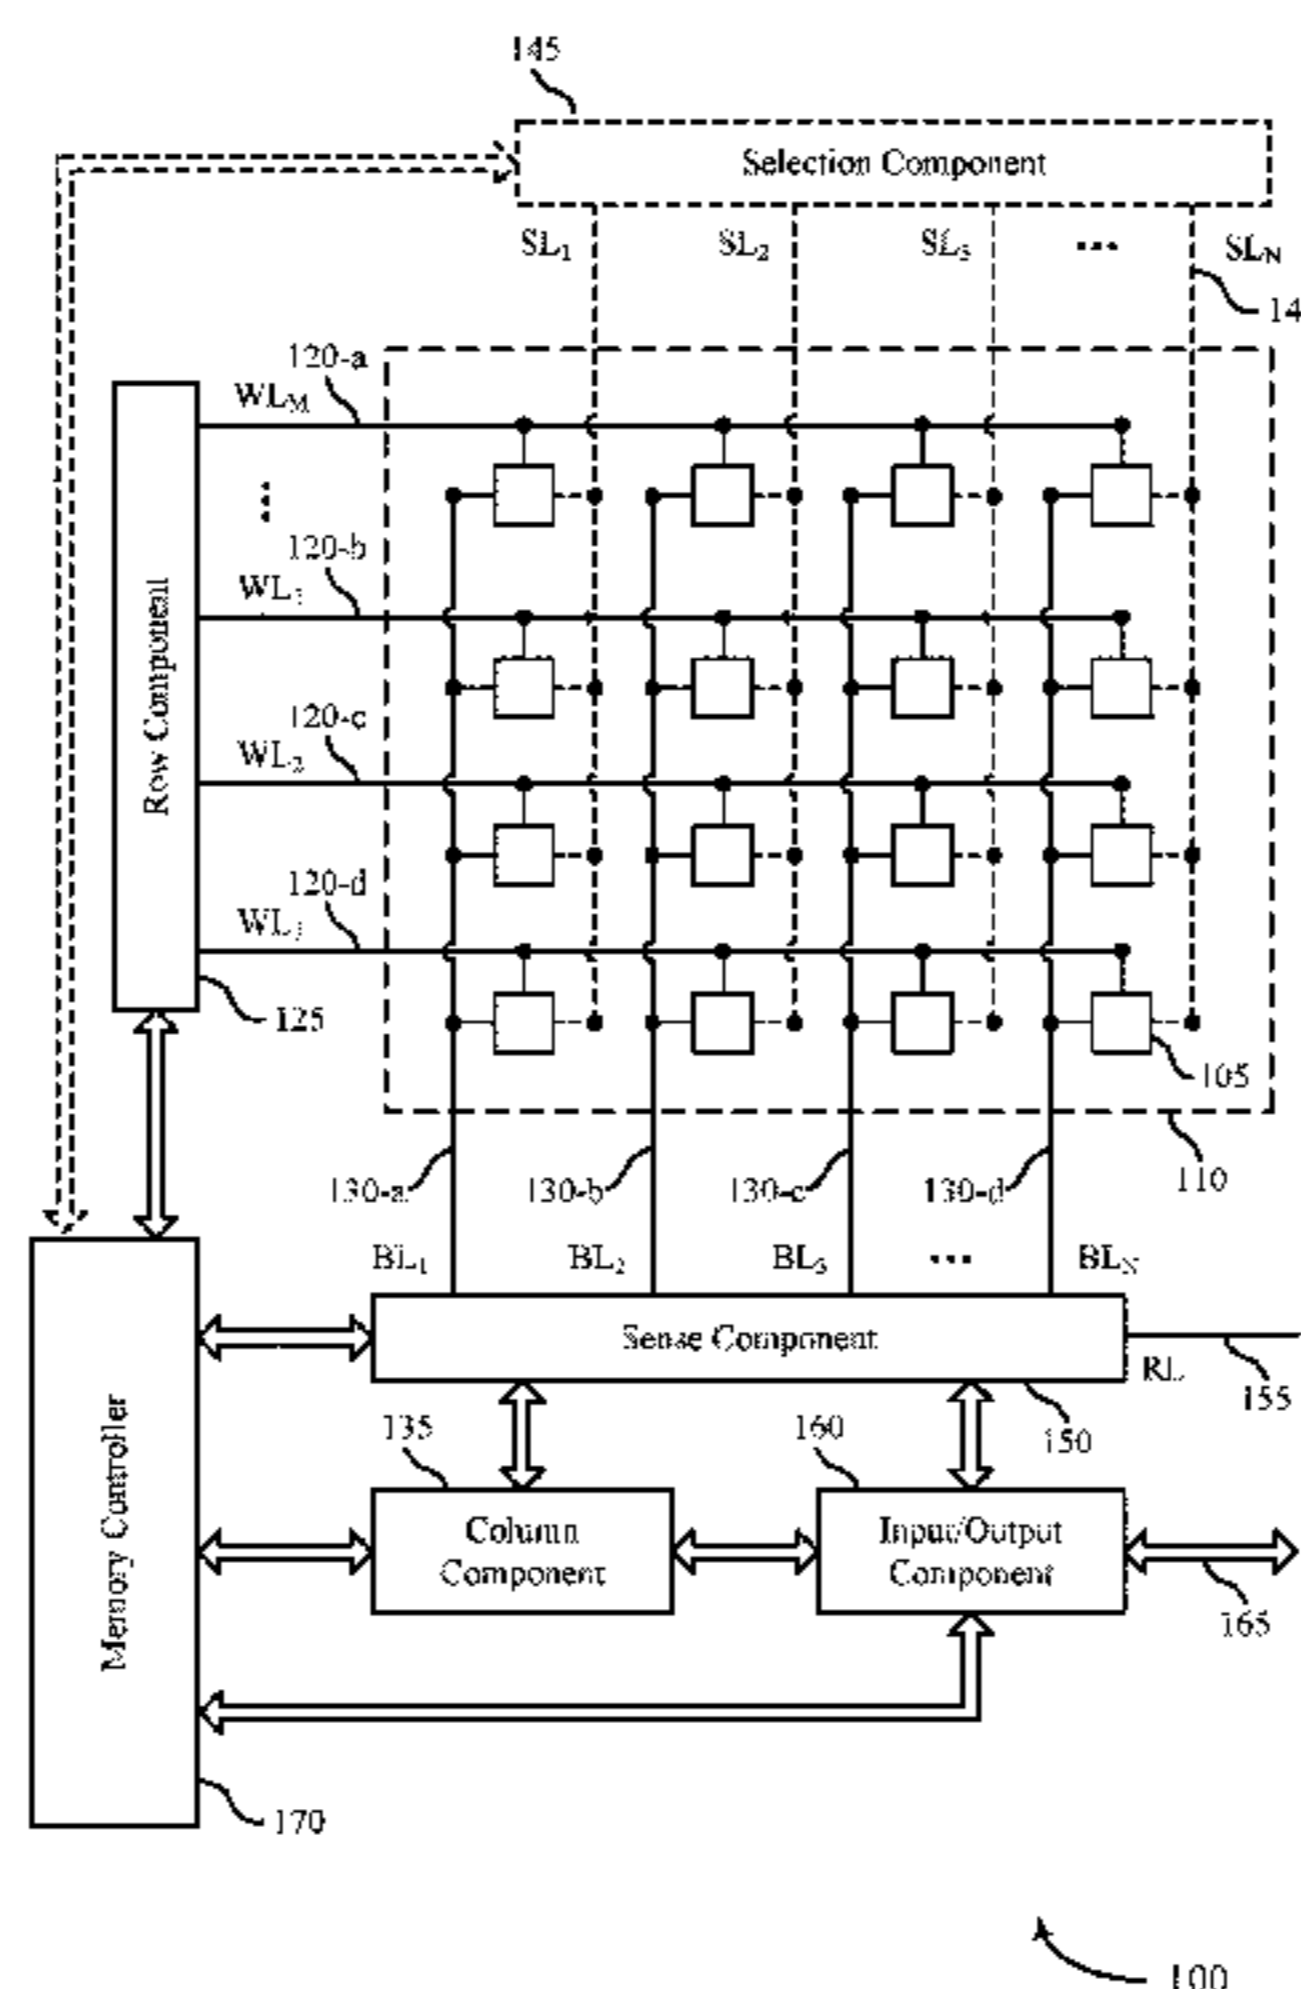 145
Selection Component
SL1 SL2 SL3 ... SLN
14
120-a
WLM
...
120-b
WL3
120-c
WL2
120-d
WL1
Row Component
125
105
110
130-a 130-b 130-c 130-d
BL1 BL2 BL3 ... BLN
Sense Component
RL
155
150
135
160
Column
Component
Input/Output
Component
165
Memory Controller
170
100